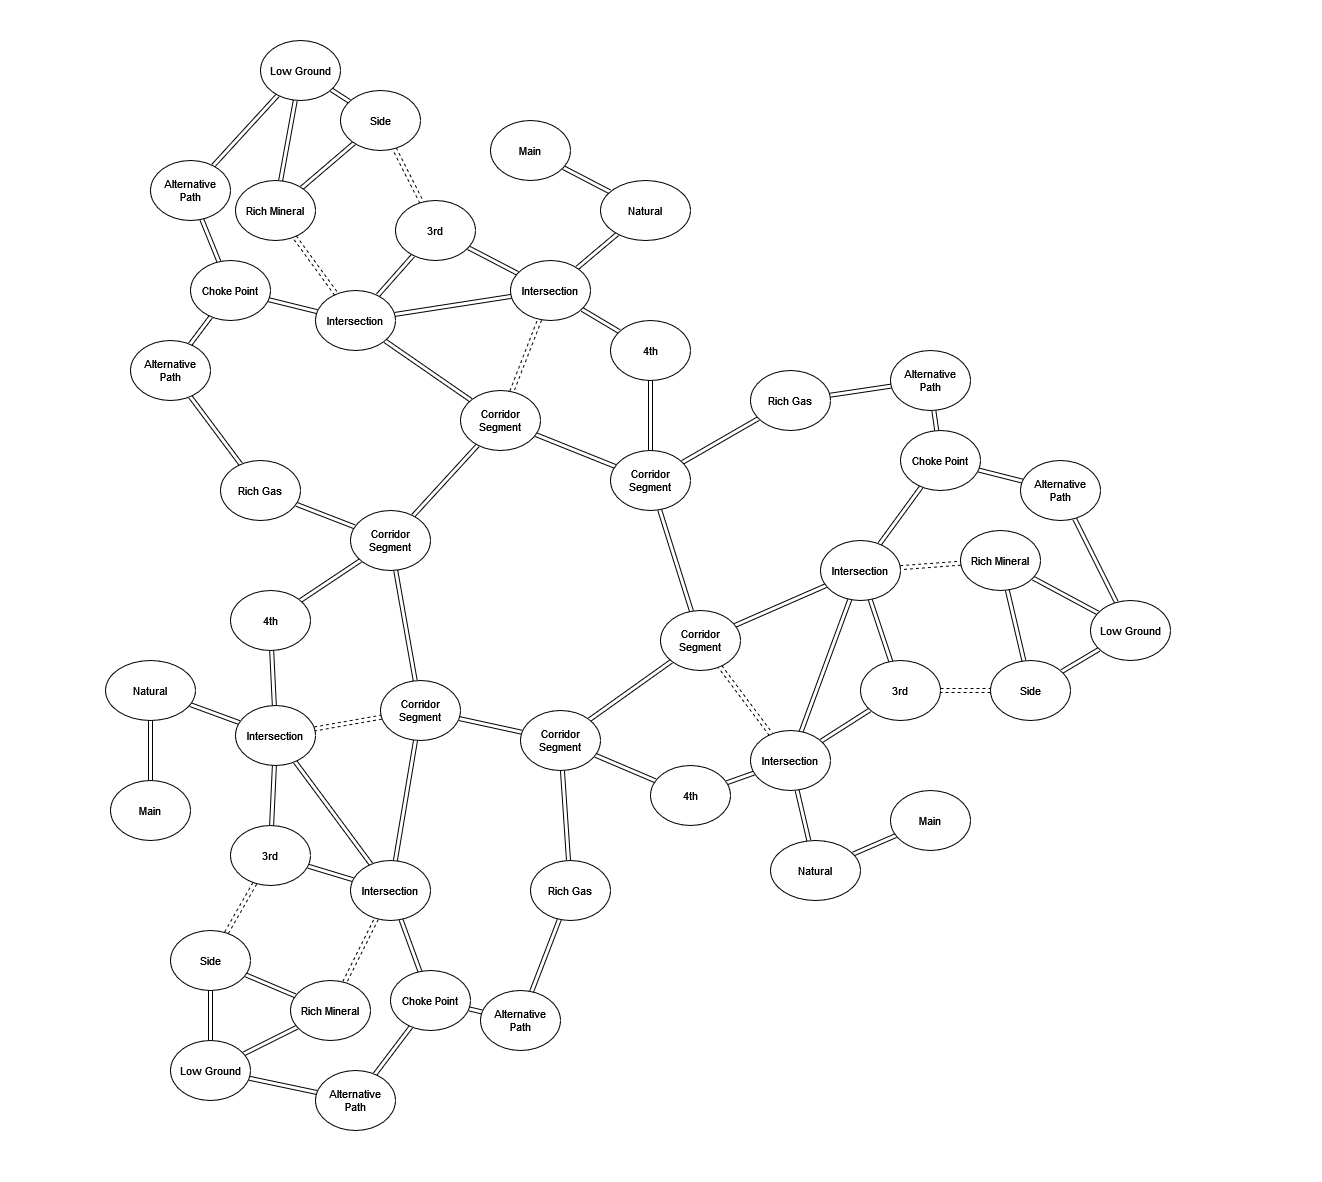 Low Ground
Side
Main
Alternative
Path
Rich Mineral
Natural
3rd
Choke Point
Intersection
Intersection
4th
Alternative
Path
Rich Gas
Alternative
Path
Corridor
Segment
Choke Point
Rich Gas
Corridor
Segment
Alternative
Path
Corridor
Segment
Intersection
Rich Mineral
4th
Corridor
Segment
Low Ground
Natural
Corridor
Segment
3rd
Side
Intersection
Corridor
Segment
Intersection
Main
4th
Main
3rd
Intersection
Rich Gas
Natural
Side
Rich Mineral
Choke Point
Alternative
Path
Low Ground
Alternative
Path